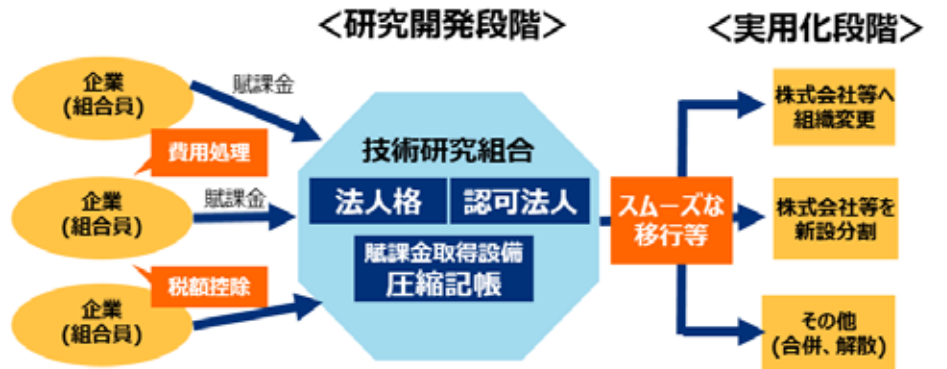 <研究開発段階>
<実用化段階>
企業
(組合員)
賦課金
費用処理
企業
(組合員)
賦課金
税額控除
企業
(組合員)
技術研究組合
法人格
認可法人
賦課金取得設備
圧縮記帳
スムーズな
移行等
株式会社等へ
組織変更
株式会社等を
新設分割
その他
(合併、解散)